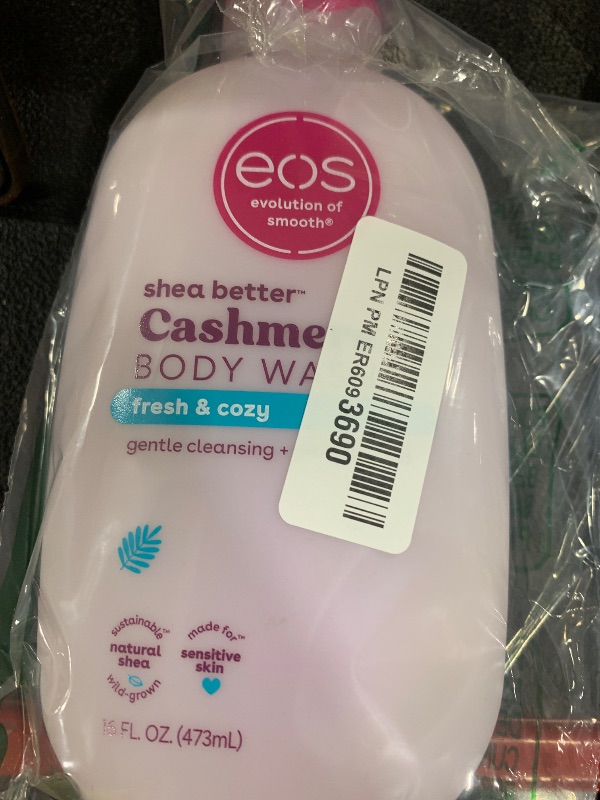 eos
evolution of
smooth®
shea better™
Cashme
BODY WA
fresh & cozy
gentle cleansing +
LPN PM ER6093690
sustainable™
natural
shea
wild-grown
made for™
sensitive
skin
16 FL. OZ. (473mL)